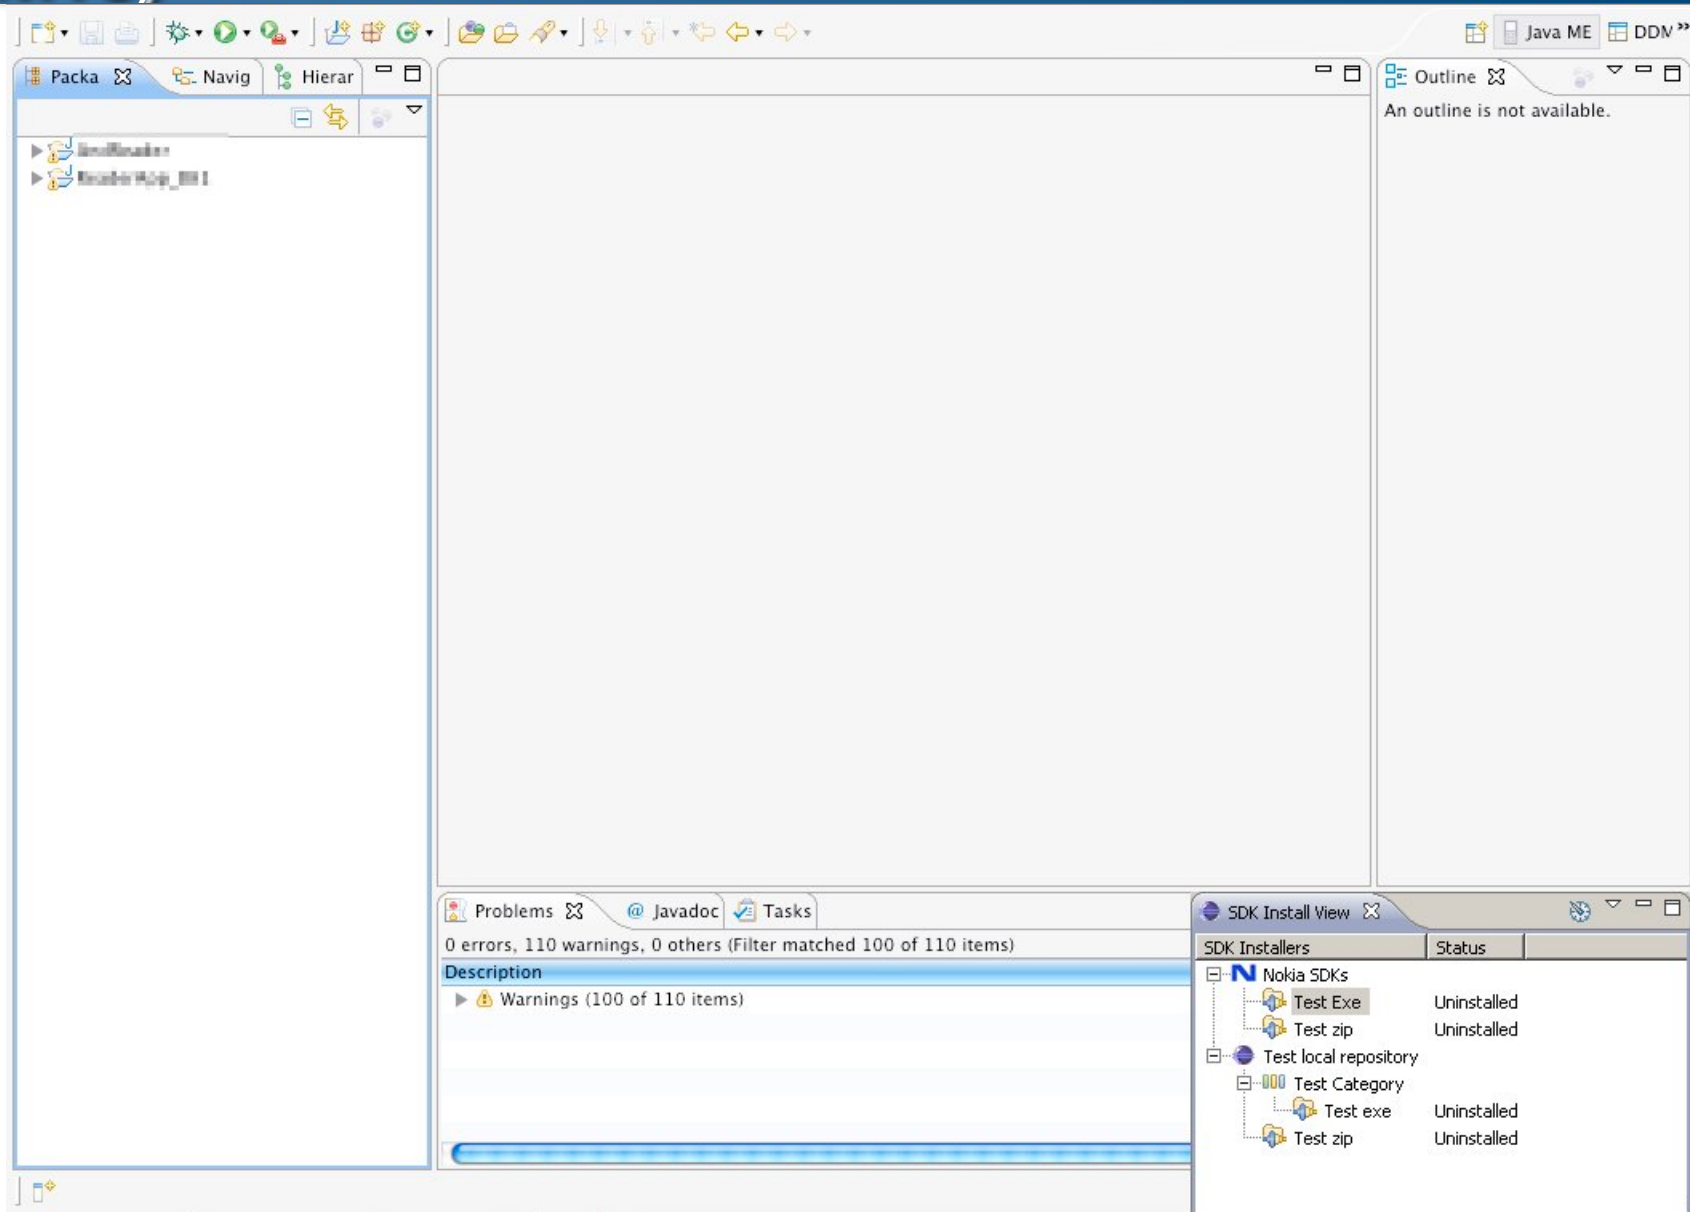 Java ME DDM
Packa Navig Hierar
Outline
An outline is not available.
Problems @ Javadoc Tasks
0 errors, 110 warnings, 0 others (Filter matched 100 of 110 items)
Description
Warnings (100 of 110 items)
SDK Install View
SDK Installers Status
Nokia SDKs
Test Exe Uninstalled
Test zip Uninstalled
Test local repository
Test Category
Test exe Uninstalled
Test zip Uninstalled